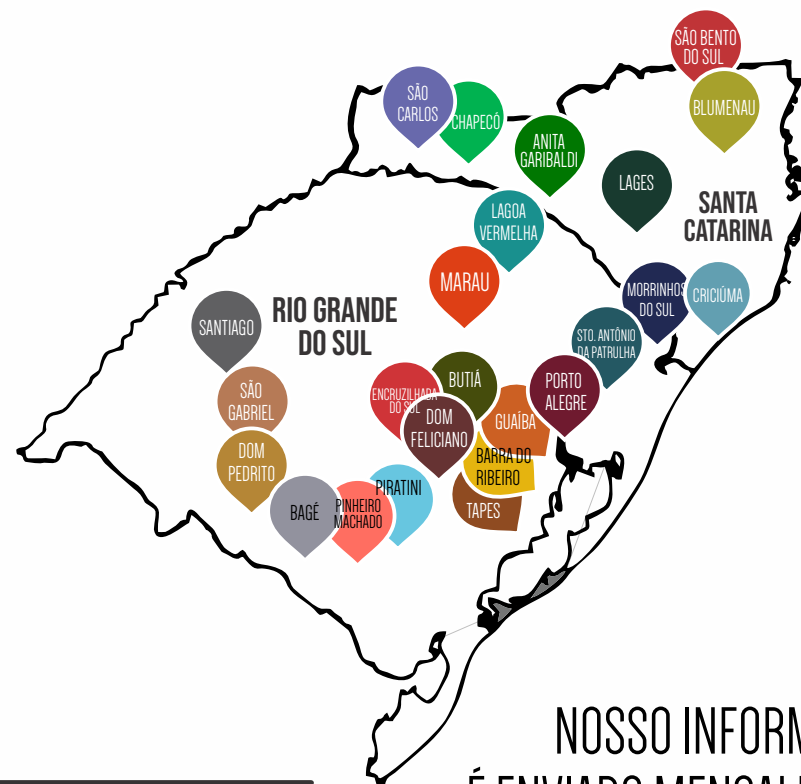 SÃO BENTO
DO SUL
BLUMENAU
SÃO
CARLOS
CHAPECÓ
ANITA
GARIBALDI
LAGES
SANTA
CATARINA
LAGOA
VERMELHA
MARAU
MORRINHOS
DO SUL
CRICIÚMA
RIO GRANDE
DO SUL
SANTIAGO
STO. ANTÔNIO
DA PATRULHA
SÃO
GABRIEL
ENCRUZILHADA
DO SUL
BUTIÁ
PORTO
ALEGRE
DOM
FELICIANO
GUAÍBA
DOM
PEDRITO
BARRA DO
RIBEIRO
BAGÉ
PINHEIRO
MACHADO
PIRATINI
TAPES
NOSSO INFORM
É ENVIADO MENSAL